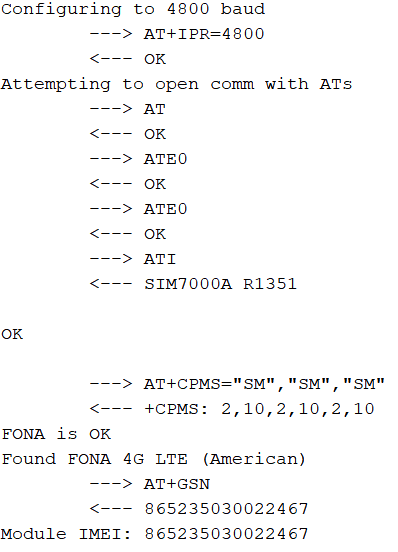 Configuring to 4800 baud
---> AT+IPR=4800
<--- OK
Attempting to open comm with ATs
---> AT
<--- OK
---> ATE0
<--- OK
---> ATE0
<--- OK
---> ATI
<--- SIM7000A R1351
OK
---> AT+CPMS="SM","SM","SM"
<--- +CPMS: 2,10,2,10,2,10
FONA is OK
Found FONA 4G LTE (American)
---> AT+GSN
<--- 865235030022467
Module IMEI: 865235030022467